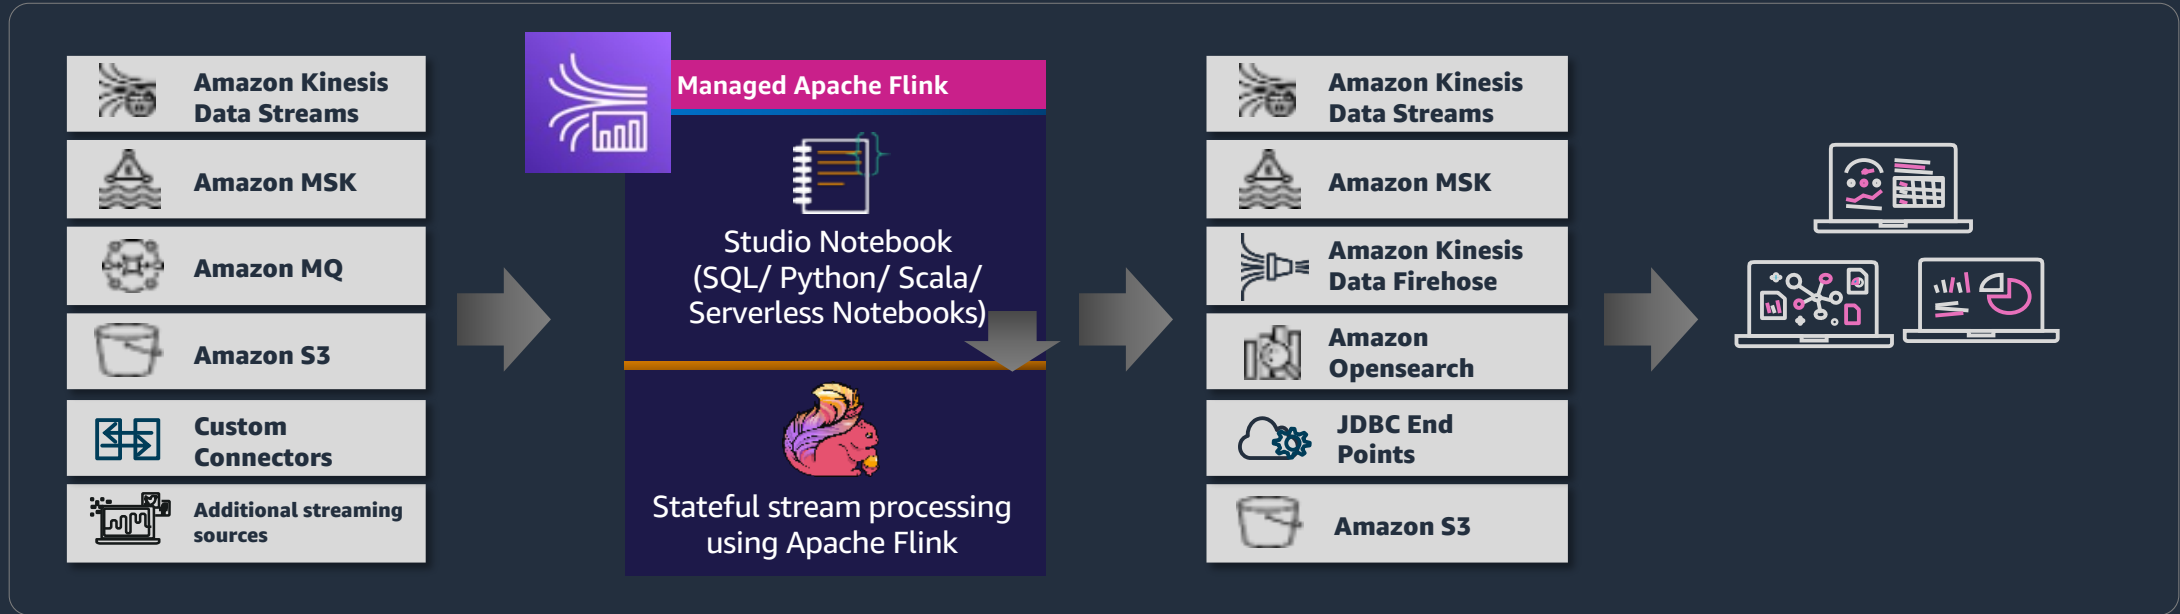 Amazon Kinesis
Data Streams
Amazon MSK
Amazon MQ
Amazon S3
Custom
Connectors
Additional streaming
sources
Managed Apache Flink
Studio Notebook
(SQL/ Python/ Scala/
Serverless Notebooks)
Stateful stream processing
using Apache Flink
Amazon Kinesis
Data Streams
Amazon MSK
Amazon Kinesis
Data Firehose
Amazon
Opensearch
JDBC End
Points
Amazon S3